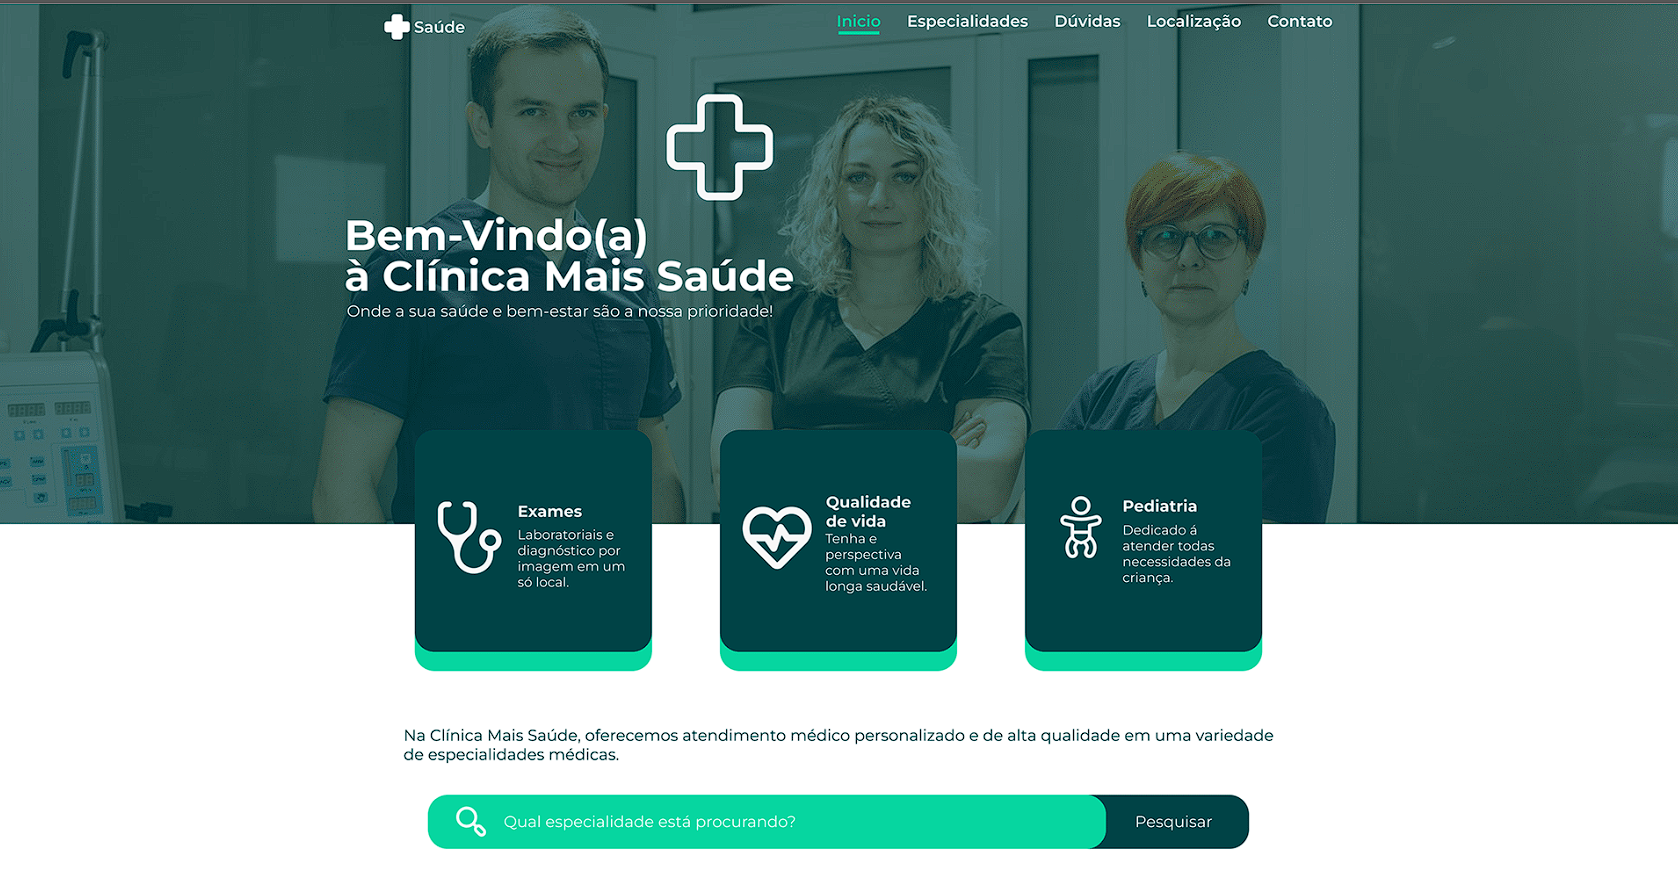 Saúde
Inicio Especialidades Dúvidas Localização Contato
Bem-Vindo(a)
à Clínica Mais Saúde
Onde a sua saúde e bem-estar são a nossa prioridade!
Exames
Laboratoriais e
diagnóstico por
imagem em um
só local.
Qualidade
de vida
Tenha e
perspectiva
com uma vida
longa saudável.
Pediatria
Dedicado á
atender todas
necessidades da
criança.
Na Clínica Mais Saúde, oferecemos atendimento médico personalizado e de alta qualidade em uma variedade
de especialidades médicas.
Qual especialidade está procurando?
Pesquisar